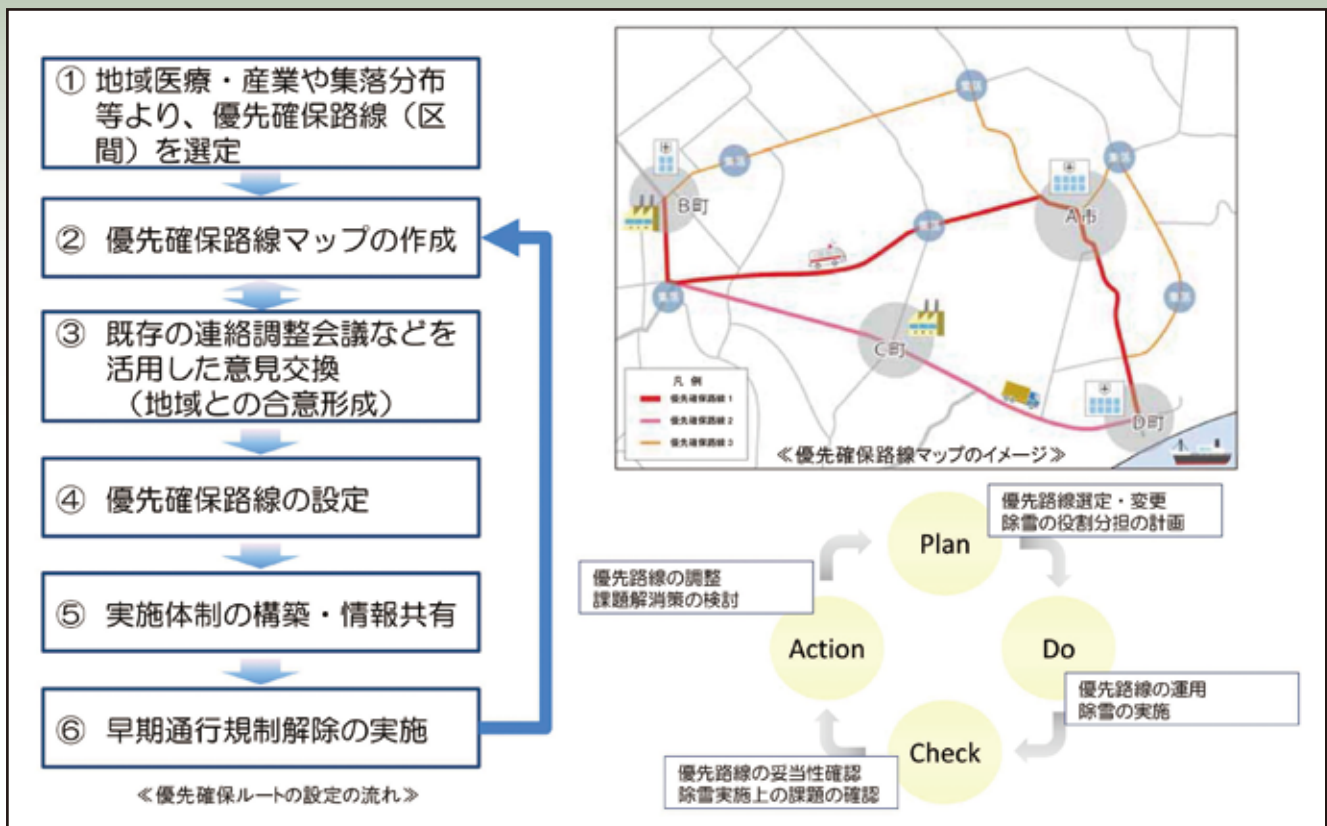 ① 地域医療・産業や集落分布
等より、優先確保路線（区
間）を選定
② 優先確保路線マップの作成
③ 既存の連絡調整会議などを
活用した意見交換
（地域との合意形成）
④ 優先確保路線の設定
⑤ 実施体制の構築・情報共有
⑥ 早期通行規制解除の実施
≪優先確保ルートの設定の流れ≫
集落
集落
集落
B町
A市
集落
集落
集落
C町
D町
凡 例
優先確保路線1
優先確保路線2
優先確保路線3
≪優先確保路線マップのイメージ≫
優先路線選定・変更
除雪の役割分担の計画
Plan
優先路線の調整
課題解消策の検討
Action
Do
優先路線の運用
除雪の実施
Check
優先路線の妥当性確認
除雪実施上の課題の確認